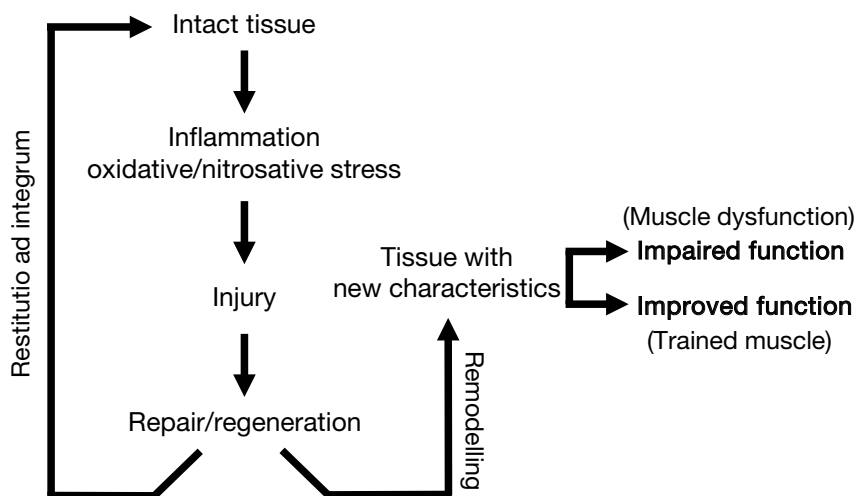 Intact tissue
Inflammation
oxidative/nitrosative stress
Injury
Repair/regeneration
Restitutio ad integrum
Remodelling
Tissue with
new characteristics
(Muscle dysfunction)
Impaired function
Improved function
(Trained muscle)